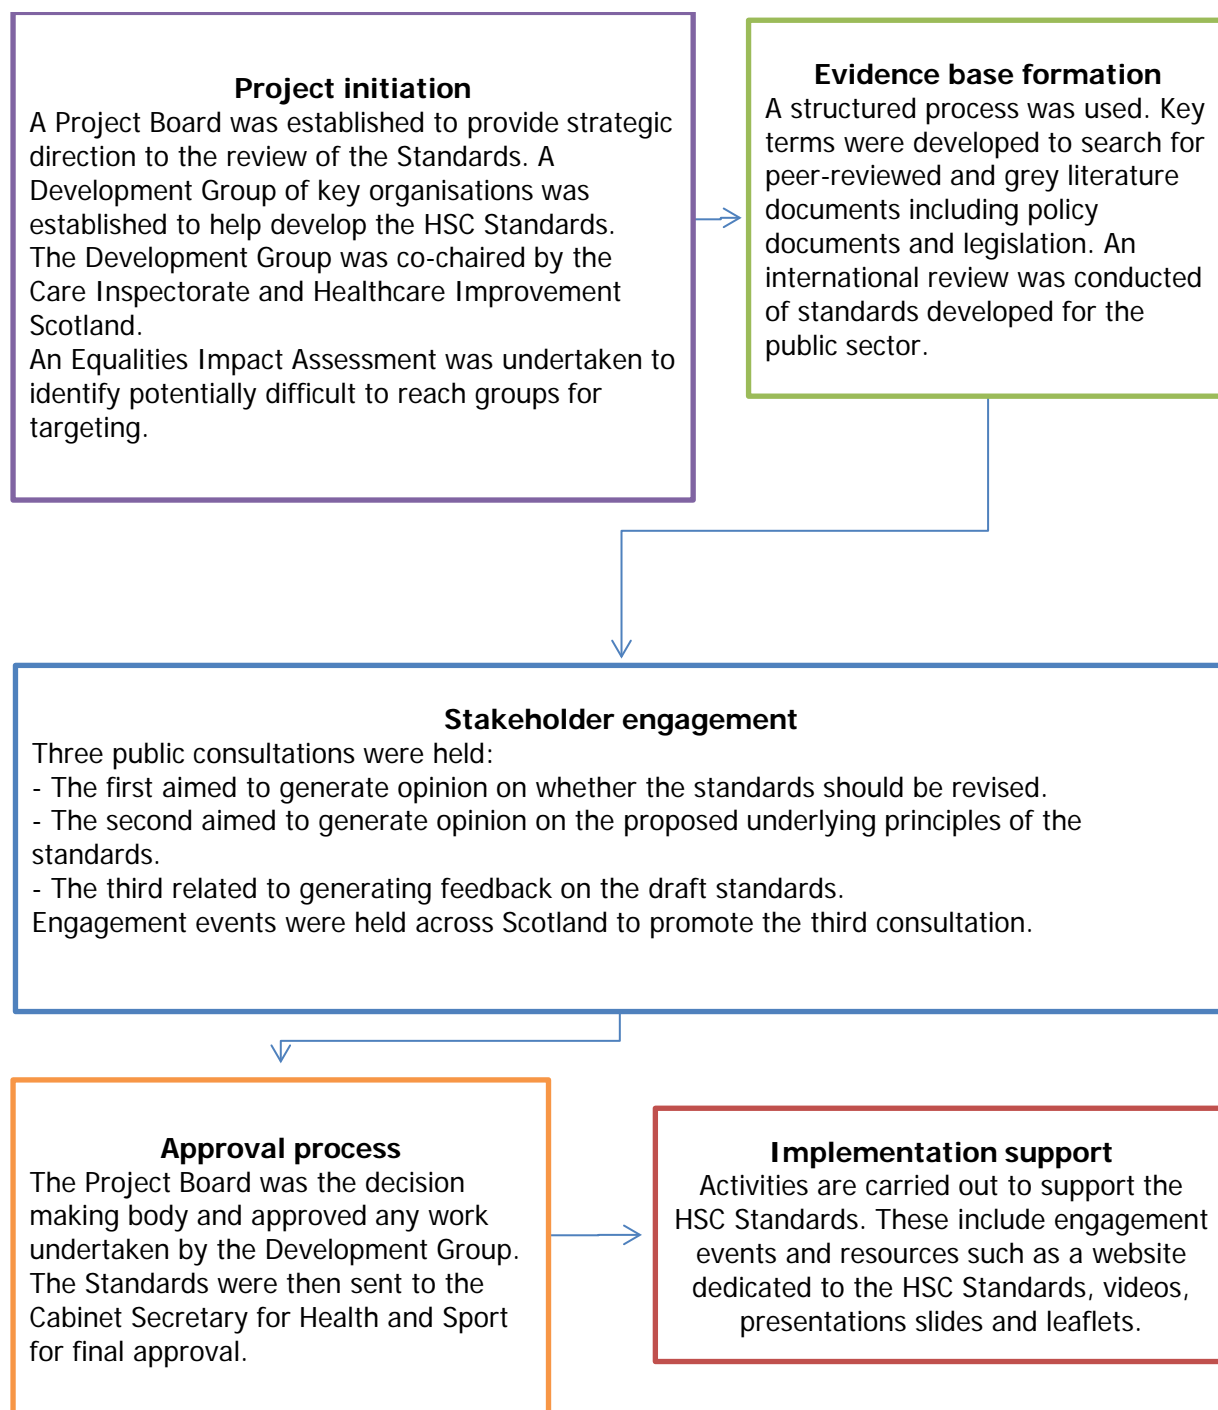 Project initiation
A Project Board was established to provide strategic
direction to the review of the Standards. A
Development Group of key organisations was
established to help develop the HSC Standards.
The Development Group was co-chaired by the
Care Inspectorate and Healthcare Improvement
Scotland.
An Equalities Impact Assessment was undertaken to
identify potentially difficult to reach groups for
targeting.
Evidence base formation
A structured process was used. Key
terms were developed to search for
peer-reviewed and grey literature
documents including policy
documents and legislation. An
international review was conducted
of standards developed for the
public sector.
Stakeholder engagement
Three public consultations were held:
- The first aimed to generate opinion on whether the standards should be revised.
- The second aimed to generate opinion on the proposed underlying principles of the
standards.
- The third related to generating feedback on the draft standards.
Engagement events were held across Scotland to promote the third consultation.
Approval process
The Project Board was the decision
making body and approved any work
undertaken by the Development Group.
The Standards were then sent to the
Cabinet Secretary for Health and Sport
for final approval.
Implementation support
Activities are carried out to support the
HSC Standards. These include engagement
events and resources such as a website
dedicated to the HSC Standards, videos,
presentations slides and leaflets.